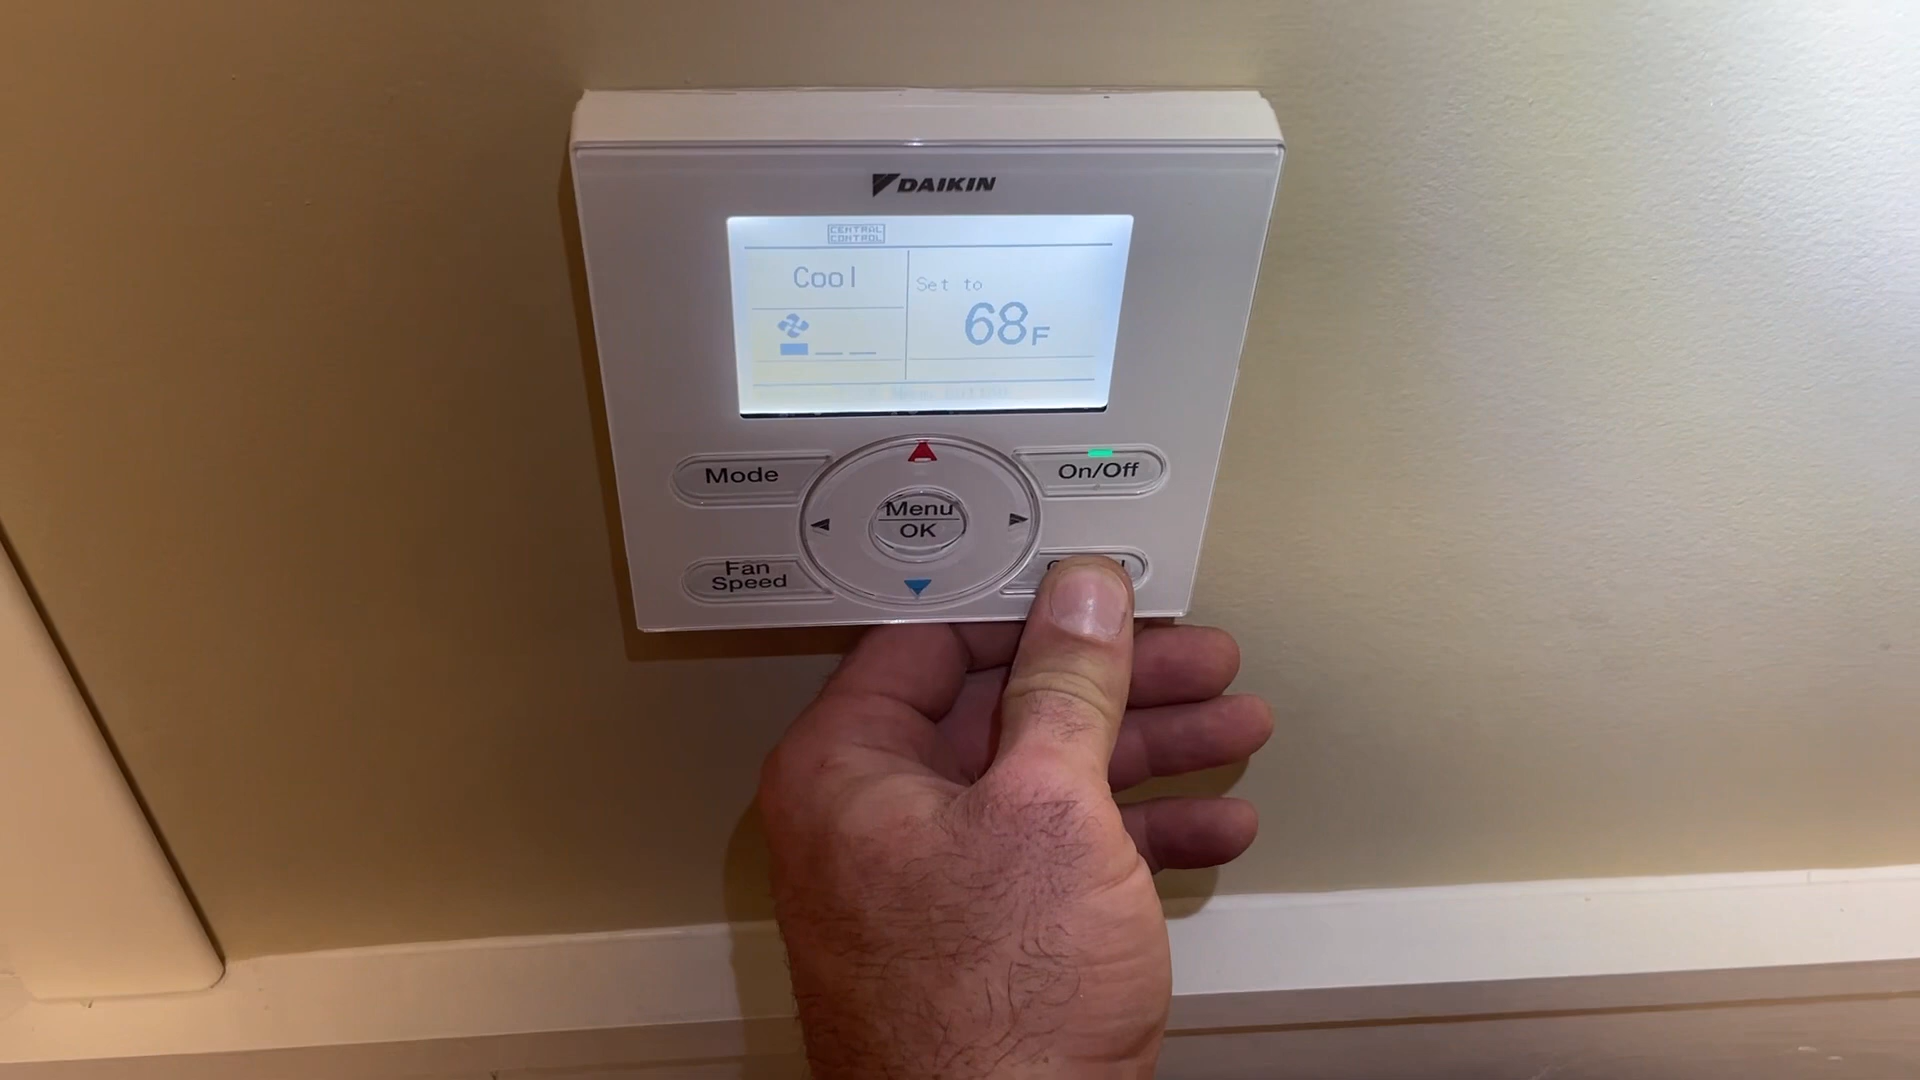 DAIKIN
CENTRAL
CONTROL
Cool
Set to
68F
Mode
On/Off
Menu
OK
Fan
Speed